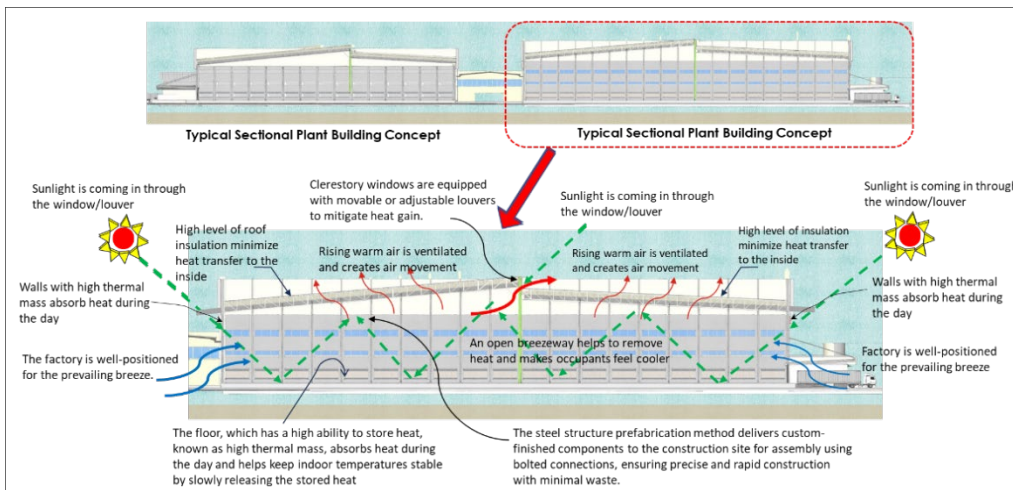 Typical Sectional Plant Building Concept
Typical Sectional Plant Building Concept
Sunlight is coming in through
the window/louver
Clerestory windows are equipped
with movable or adjustable louvers
to mitigate heat gain.
Sunlight is coming in through
the window/louver
Sunlight is coming in through
the window/louver
High level of roof
insulation minimize
heat transfer to the
inside
Rising warm air is ventilated
and creates air movement
Rising warm air is ventilated
and creates air movement
High level of insulation
minimize heat transfer
to the inside
Walls with high thermal
mass absorb heat during
the day
Walls with high thermal
mass absorb heat during
the day
An open breezeway helps to remove
heat and makes occupants feel cooler
The factory is well-positioned
for the prevailing breeze.
Factory is well-positioned
for the prevailing breeze
The floor, which has a high ability to store heat,
known as high thermal mass, absorbs heat during
the day and helps keep indoor temperatures stable
by slowly releasing the stored heat
The steel structure prefabrication method delivers custom-
finished components to the construction site for assembly using
bolted connections, ensuring precise and rapid construction
with minimal waste.